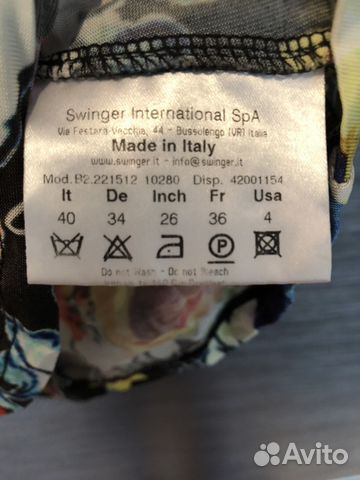 Swinger International SpA
Via Festara Vecchia, 44 - Bussolengo (VR) Italia
Made in Italy
www.swinger.it - info@swinger.it
Mod.B2.221512 10280 Disp. 42001154
It De Inch Fr Usa
40 34 26 36 4
P
Do not Wash - Do not Bleach
Avito